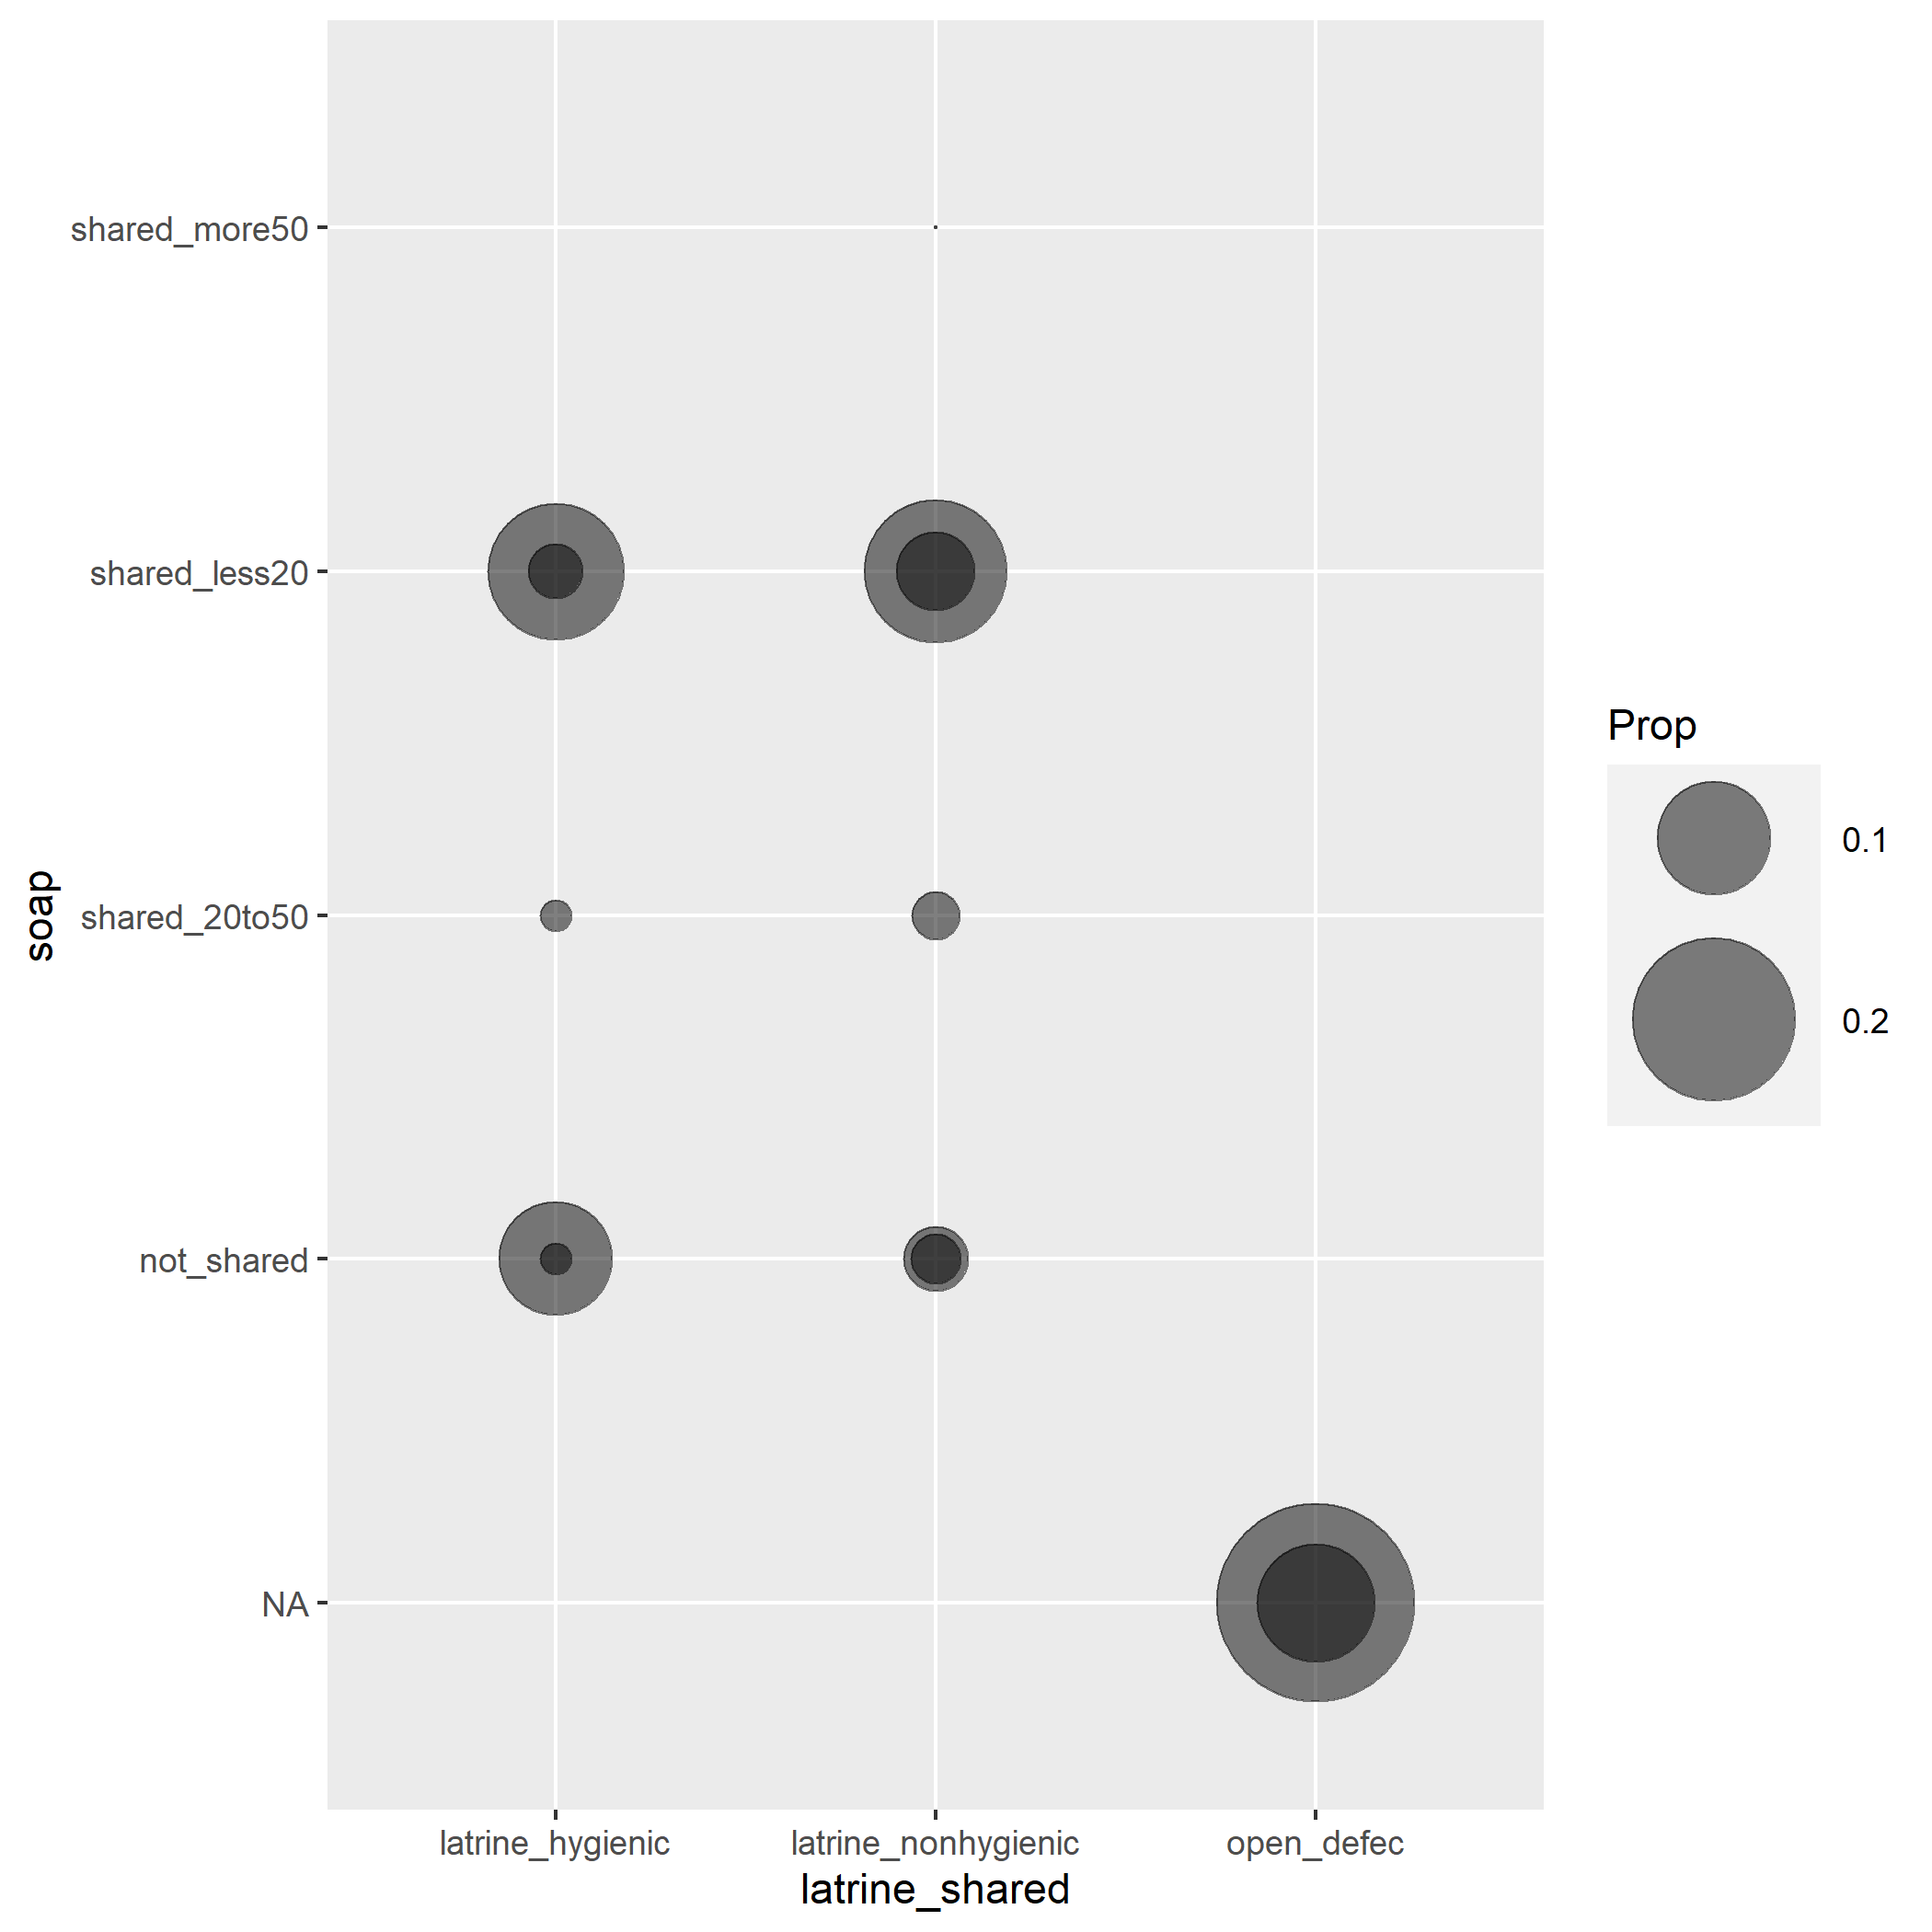 shared_more50
shared_less20
shared_20to50
not_shared
NA
soap
latrine_hygienic
latrine_nonhygienic
open_defec
latrine_shared
Prop
0.1
0.2